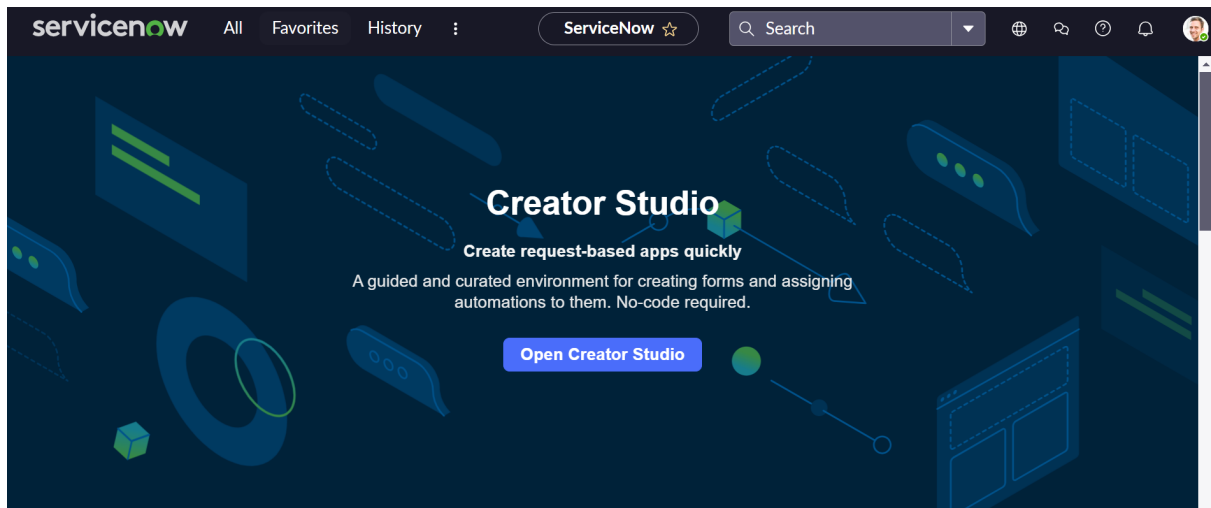 servicenow All Favorites History ServiceNow Search
Creator Studio
Create request-based apps quickly
A guided and curated environment for creating forms and assigning
automations to them. No-code required.
Open Creator Studio